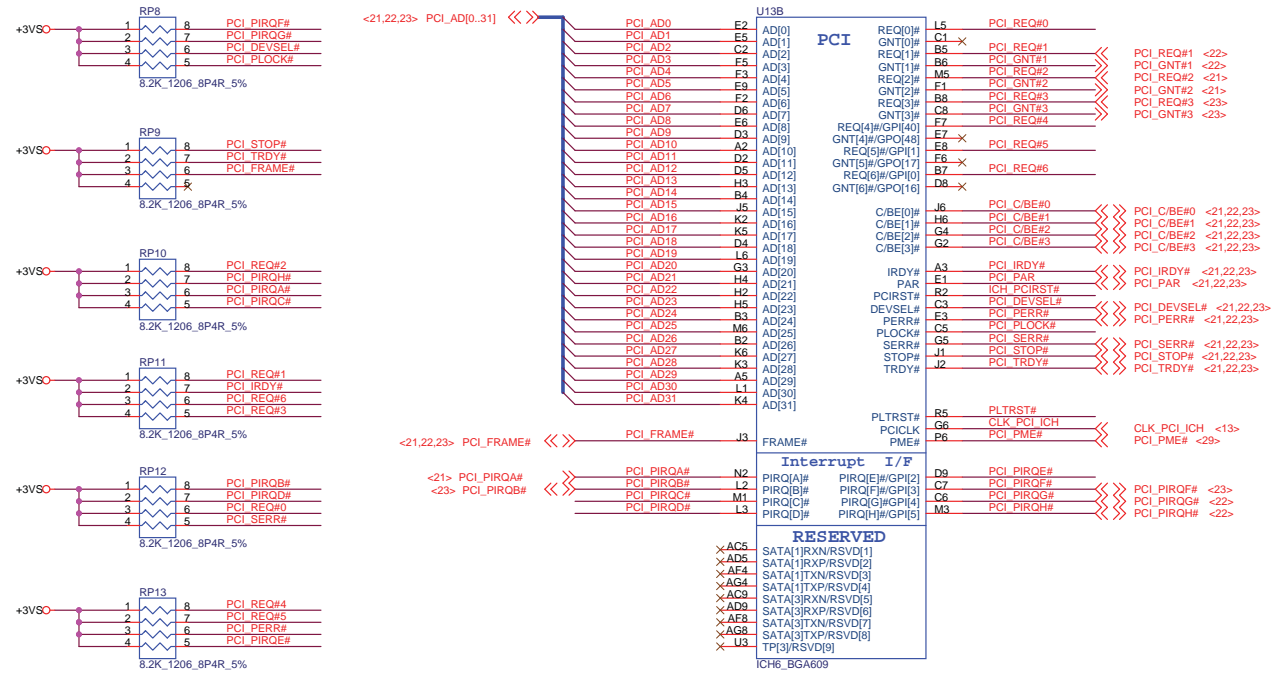 RP8
+3VS
1 8 PCI_PIRQF#
2 7 PCI_PIRQG#
3 6 PCI_DEVSEL#
4 5 PCI_PLOCK#
8.2K_1206_8P4R_5%
RP9
+3VS
1 8 PCI_STOP#
2 7 PCI_TRDY#
3 6 PCI_FRAME#
4 5
8.2K_1206_8P4R_5%
RP10
+3VS
1 8 PCI_REQ#2
2 7 PCI_PIRQH#
3 6 PCI_PIRQA#
4 5 PCI_PIRQC#
8.2K_1206_8P4R_5%
RP11
+3VS
1 8 PCI_REQ#1
2 7 PCI_IRDY#
3 6 PCI_REQ#6
4 5 PCI_REQ#3
8.2K_1206_8P4R_5%
RP12
+3VS
1 8 PCI_PIRQB#
2 7 PCI_PIRQD#
3 6 PCI_REQ#0
4 5 PCI_SERR#
8.2K_1206_8P4R_5%
RP13
+3VS
1 8 PCI_REQ#4
2 7 PCI_REQ#5
3 6 PCI_PERR#
4 5 PCI_PIRQE#
8.2K_1206_8P4R_5%
<21,22,23> PCI_AD[0..31]
U13B
PCI
PCI_AD0 E2 AD[0]
PCI_AD1 E5 AD[1]
PCI_AD2 C2 AD[2]
PCI_AD3 F5 AD[3]
PCI_AD4 F3 AD[4]
PCI_AD5 E9 AD[5]
PCI_AD6 F2 AD[6]
PCI_AD7 D6 AD[7]
PCI_AD8 E6 AD[8]
PCI_AD9 D3 AD[9]
PCI_AD10 A2 AD[10]
PCI_AD11 D2 AD[11]
PCI_AD12 D5 AD[12]
PCI_AD13 H3 AD[13]
PCI_AD14 B4 AD[14]
PCI_AD15 J5 AD[15]
PCI_AD16 K2 AD[16]
PCI_AD17 K5 AD[17]
PCI_AD18 D4 AD[18]
PCI_AD19 L6 AD[19]
PCI_AD20 G3 AD[20]
PCI_AD21 H4 AD[21]
PCI_AD22 H2 AD[22]
PCI_AD23 H5 AD[23]
PCI_AD24 B3 AD[24]
PCI_AD25 M6 AD[25]
PCI_AD26 B2 AD[26]
PCI_AD27 K6 AD[27]
PCI_AD28 K3 AD[28]
PCI_AD29 A5 AD[29]
PCI_AD30 L1 AD[30]
PCI_AD31 K4 AD[31]
<21,22,23> PCI_FRAME# PCI_FRAME# J3 FRAME#
REQ[0]# L5 PCI_REQ#0
GNT[0]# C1
REQ[1]# B5 PCI_REQ#1 PCI_REQ#1 <22>
GNT[1]# B6 PCI_GNT#1 PCI_GNT#1 <22>
REQ[2]# M5 PCI_REQ#2 PCI_REQ#2 <21>
GNT[2]# F1 PCI_GNT#2 PCI_GNT#2 <21>
REQ[3]# B8 PCI_REQ#3 PCI_REQ#3 <23>
GNT[3]# C8 PCI_GNT#3 PCI_GNT#3 <23>
REQ[4]#/GPI[40] F7 PCI_REQ#4
GNT[4]#/GPO[48] E7
REQ[5]#/GPI[1] E8 PCI_REQ#5
GNT[5]#/GPO[17] F6
REQ[6]#/GPI[0] B7 PCI_REQ#6
GNT[6]#/GPO[16] D8
C/BE[0]# J6 PCI_C/BE#0 PCI_C/BE#0 <21,22,23>
C/BE[1]# H6 PCI_C/BE#1 PCI_C/BE#1 <21,22,23>
C/BE[2]# G4 PCI_C/BE#2 PCI_C/BE#2 <21,22,23>
C/BE[3]# G2 PCI_C/BE#3 PCI_C/BE#3 <21,22,23>
IRDY# A3 PCI_IRDY# PCI_IRDY# <21,22,23>
PAR E1 PCI_PAR PCI_PAR <21,22,23>
PCIRST# R2 ICH_PCIRST#
DEVSEL# C3 PCI_DEVSEL# PCI_DEVSEL# <21,22,23>
PERR# E3 PCI_PERR# PCI_PERR# <21,22,23>
PLOCK# C5 PCI_PLOCK#
SERR# G5 PCI_SERR# PCI_SERR# <21,22,23>
STOP# J1 PCI_STOP# PCI_STOP# <21,22,23>
TRDY# J2 PCI_TRDY# PCI_TRDY# <21,22,23>
PLTRST# R5 PLTRST#
PCICLK G6 CLK_PCI_ICH CLK_PCI_ICH <13>
PME# P6 PCI_PME# PCI_PME# <29>
Interrupt I/F
<21> PCI_PIRQA# PCI_PIRQA# N2 PIRQ[A]#
<23> PCI_PIRQB# PCI_PIRQB# L2 PIRQ[B]#
PCI_PIRQC# M1 PIRQ[C]#
PCI_PIRQD# L3 PIRQ[D]#
PIRQ[E]#/GPI[2] D9 PCI_PIRQE#
PIRQ[F]#/GPI[3] C7 PCI_PIRQF# PCI_PIRQF# <23>
PIRQ[G]#/GPI[4] C6 PCI_PIRQG# PCI_PIRQG# <22>
PIRQ[H]#/GPI[5] M3 PCI_PIRQH# PCI_PIRQH# <22>
RESERVED
AC5 SATA[1]RXN/RSVD[1]
AD5 SATA[1]RXP/RSVD[2]
AF4 SATA[1]TXN/RSVD[3]
AG4 SATA[1]TXP/RSVD[4]
AC9 SATA[3]RXN/RSVD[5]
AD9 SATA[3]RXP/RSVD[6]
AF8 SATA[3]TXN/RSVD[7]
AG8 SATA[3]TXP/RSVD[8]
U3 TP[3]/RSVD[9]
ICH6_BGA609